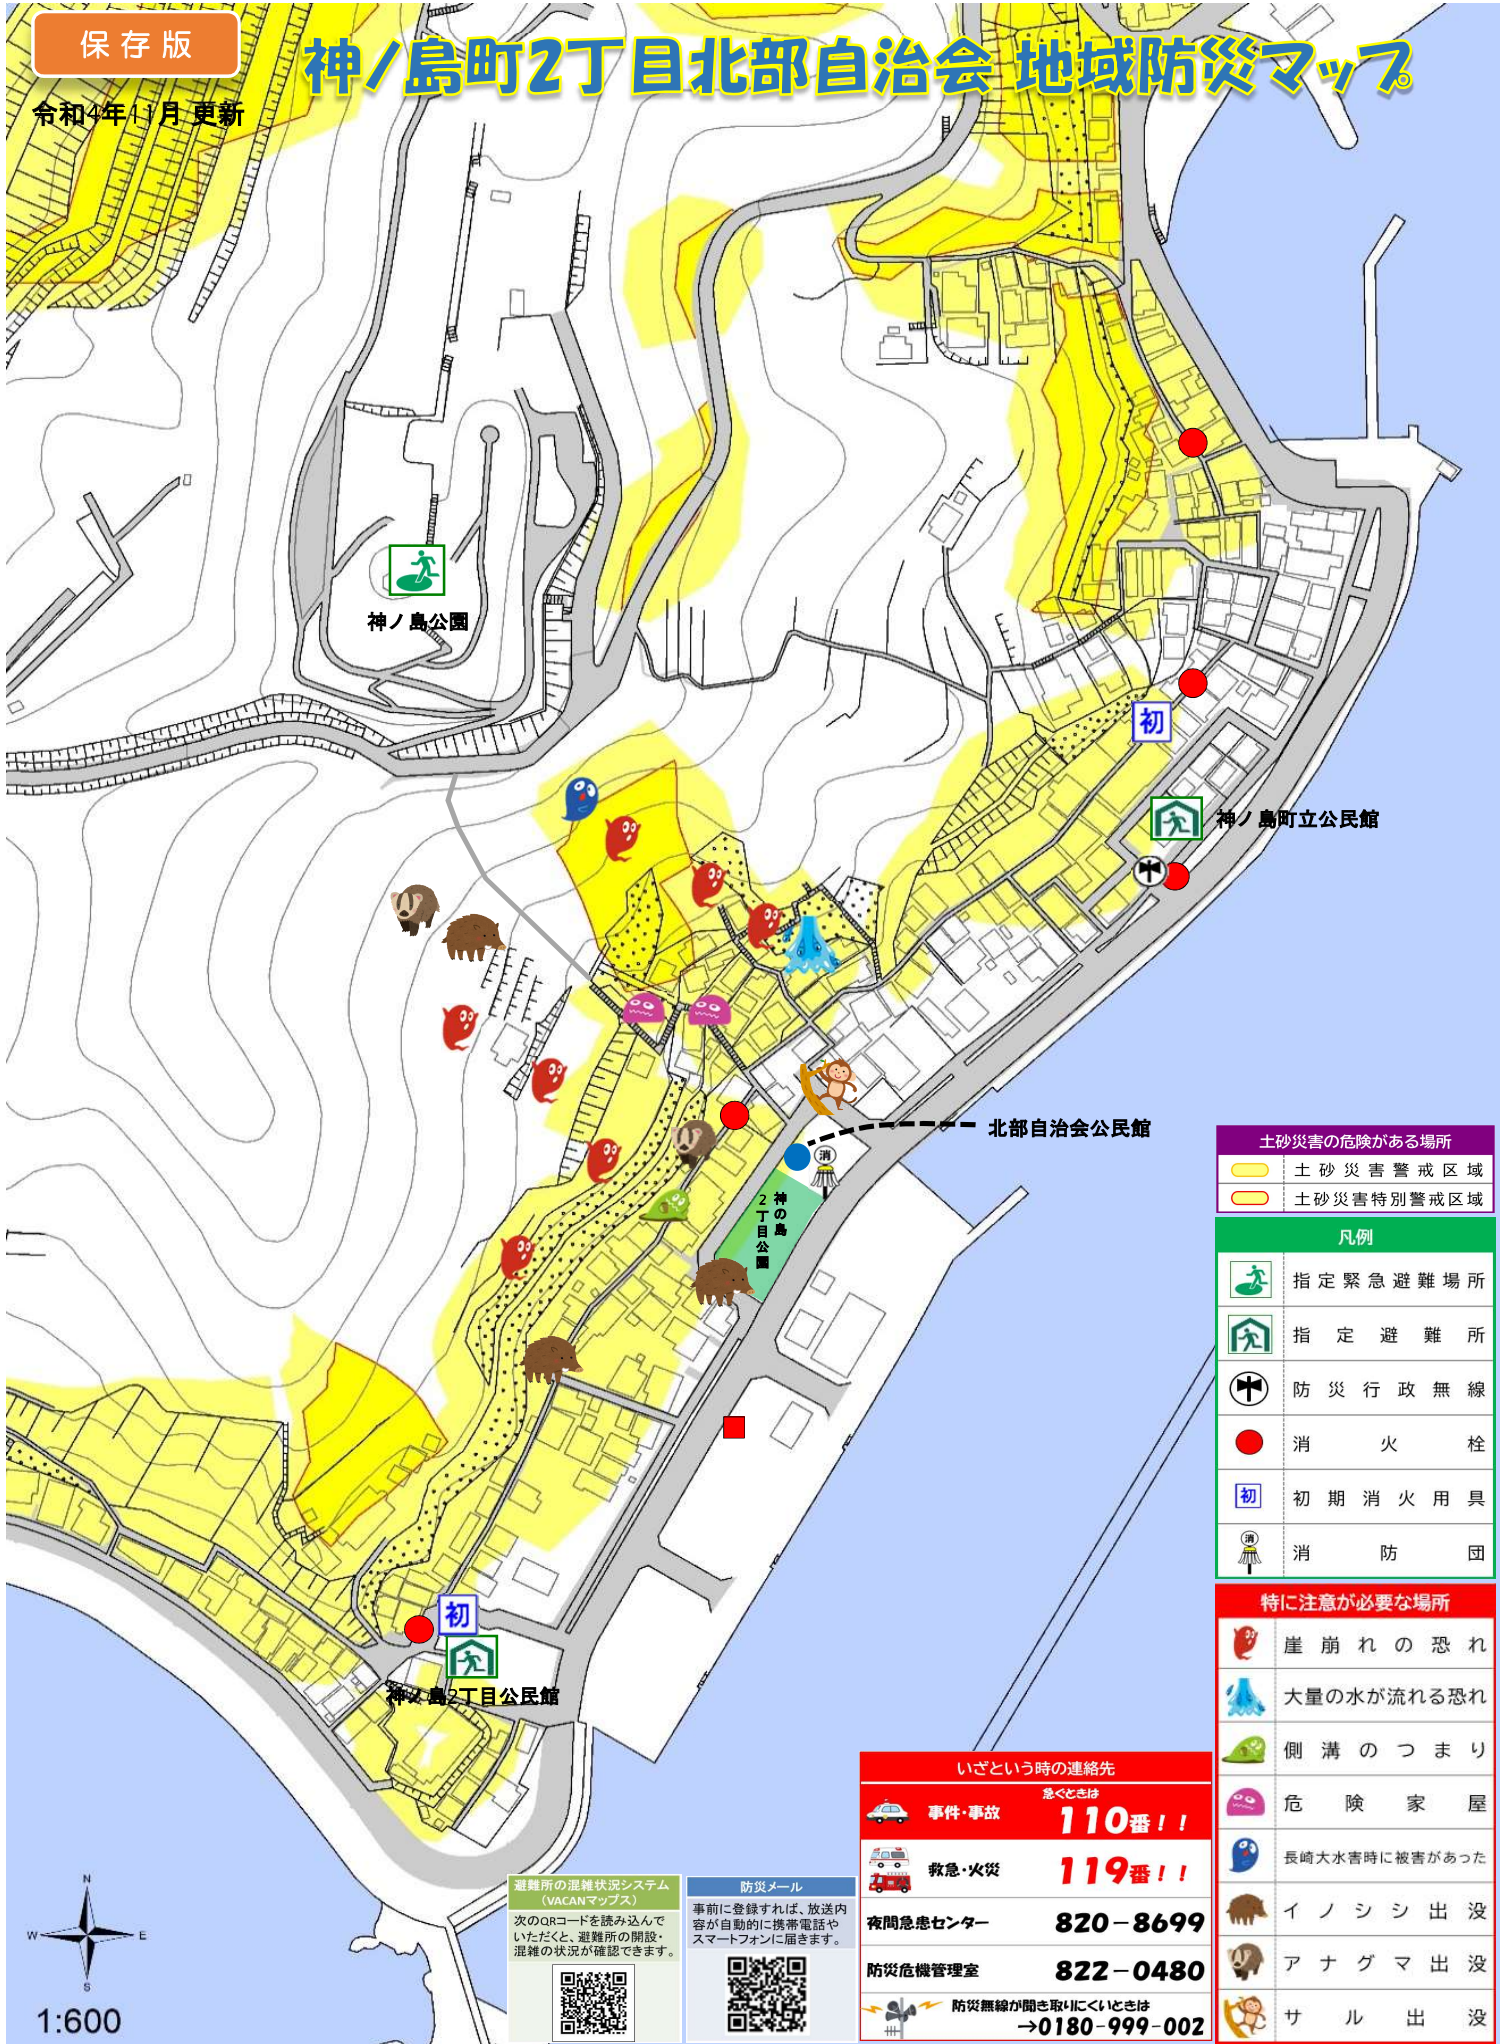 保存版
神ノ島町2丁目北部自治会 地域防災マップ
令和4年11月 更新
神ノ島公園
初
神ノ島町立公民館
北部自治会公民館
消
神の島
2丁目公園
初
神ノ島2丁目公民館
土砂災害の危険がある場所
土砂災害警戒区域
土砂災害特別警戒区域
凡例
指定緊急避難場所
指定避難所
防災行政無線
消火栓
初 初期消火用具
消 消防団
特に注意が必要な場所
崖崩れの恐れ
大量の水が流れる恐れ
側溝のつまり
危険家屋
長崎大水害時に被害があった
イノシシ出没
アナグマ出没
サル出没
いざという時の連絡先
急ぐときは
事件・事故 110番！！
救急・火災 119番！！
夜間急患センター 820－8699
防災危機管理室 822－0480
防災無線が聞き取りにくいときは
→0180-999-002
避難所の混雑状況システム
（VACANマップス）
次のQRコードを読み込んで
いただくと、避難所の開設・
混雑の状況が確認できます。
防災メール
事前に登録すれば、放送内
容が自動的に携帯電話や
スマートフォンに届きます。
N
W E
S
1:600